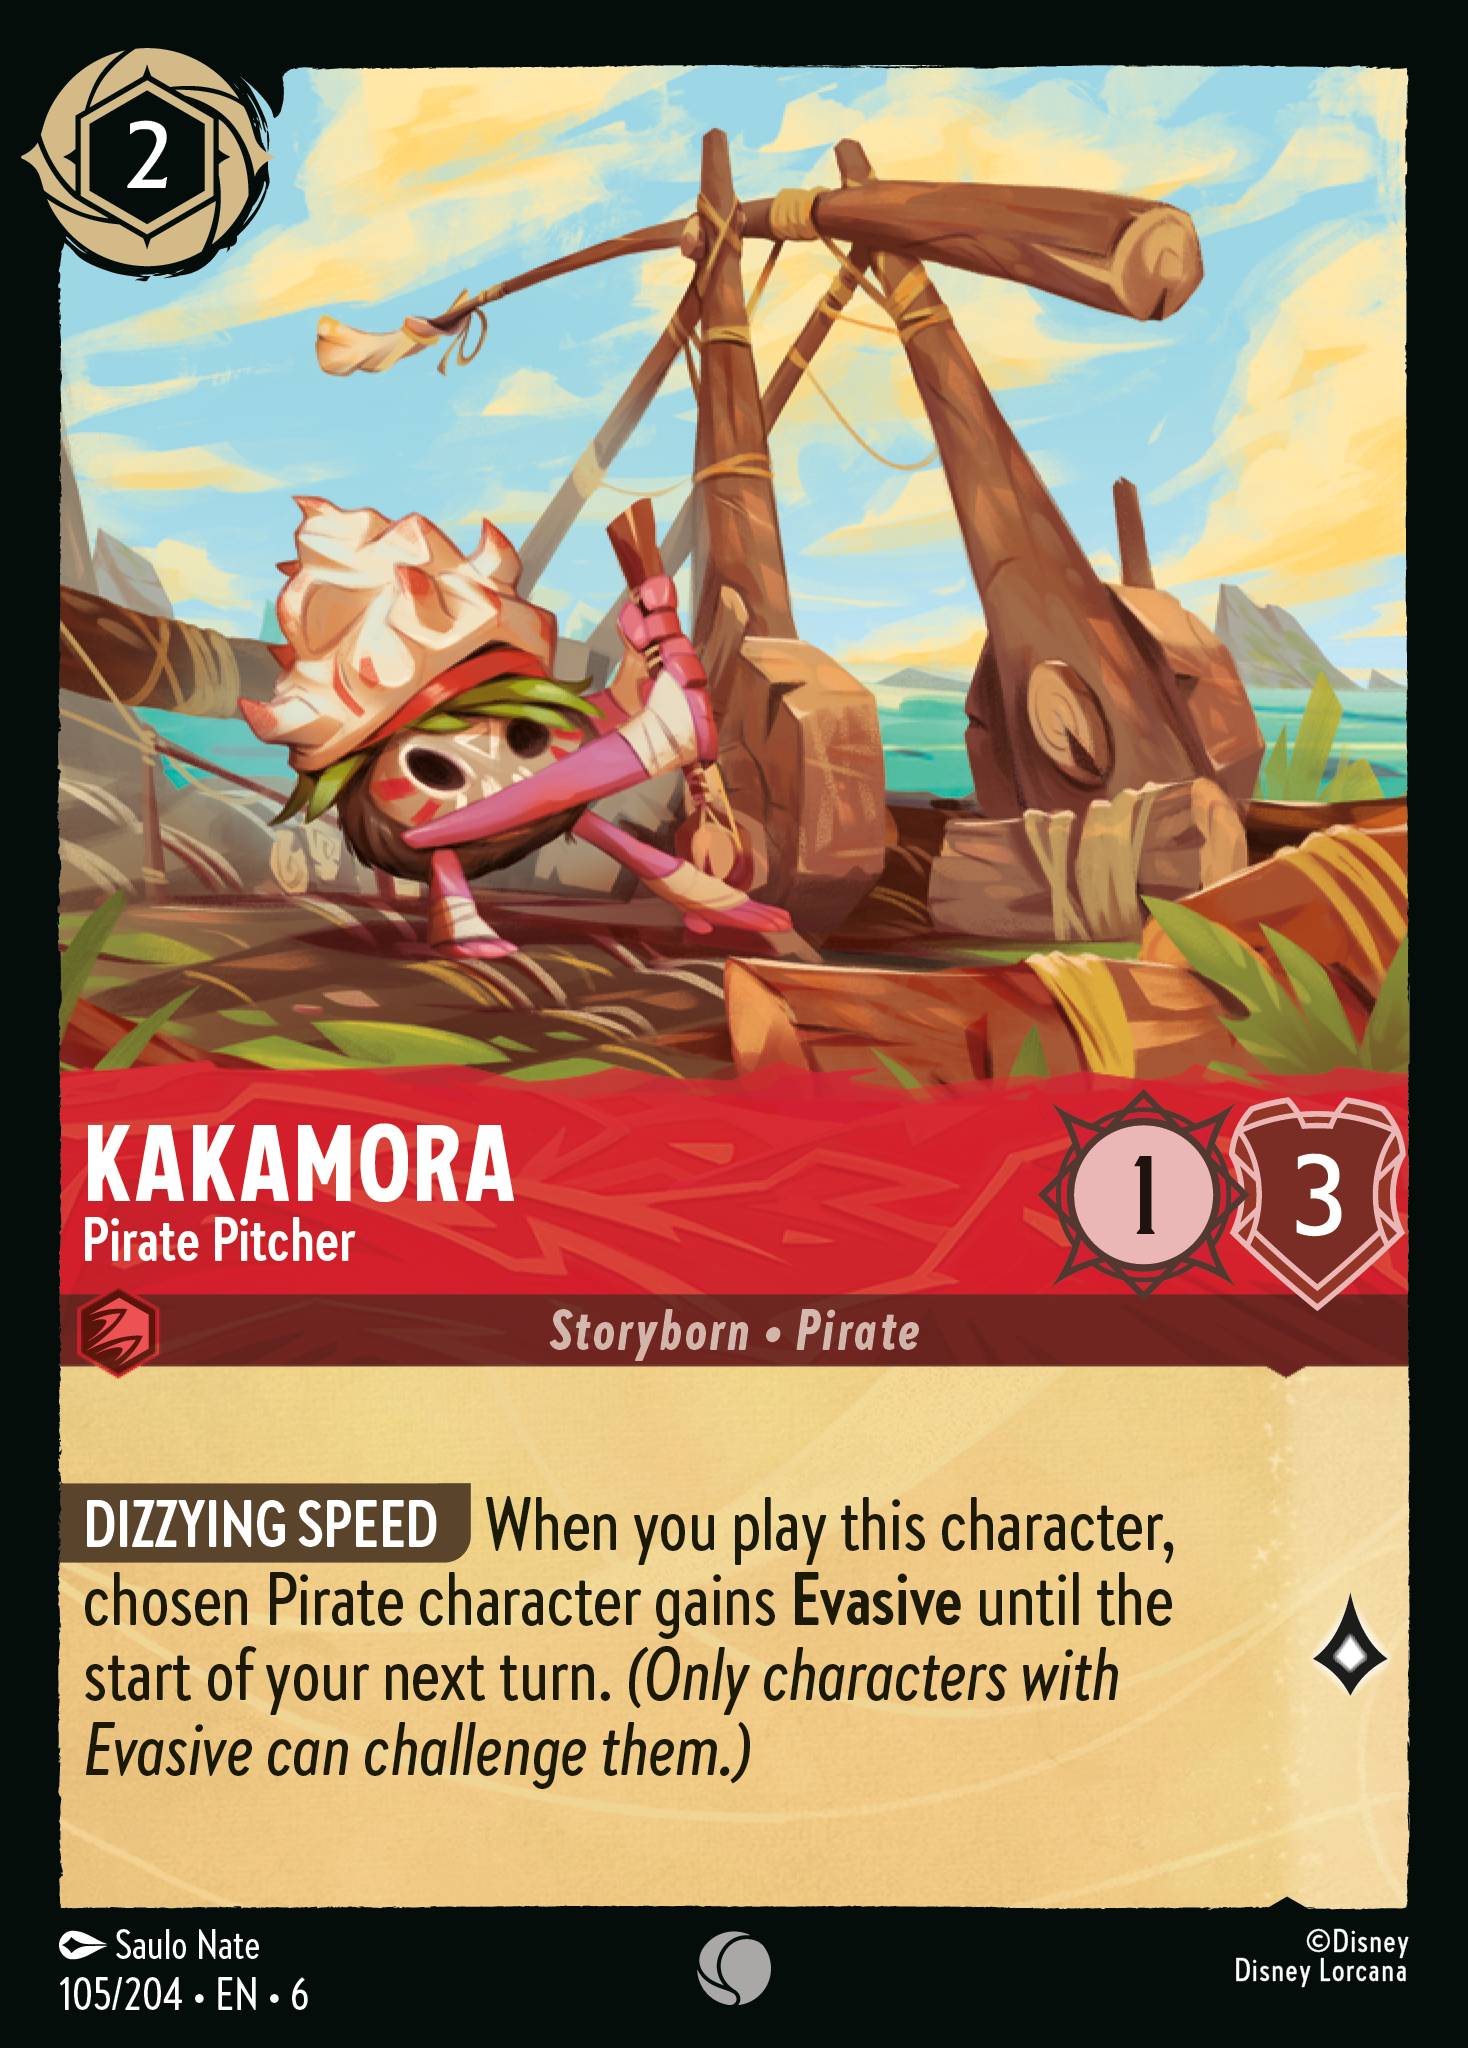 2
KAKAMORA
Pirate Pitcher
1
3
Storyborn • Pirate
DIZZYING SPEED When you play this character,
chosen Pirate character gains Evasive until the
start of your next turn. (Only characters with
Evasive can challenge them.)
Saulo Nate
105/204 • EN • 6
©Disney
Disney Lorcana